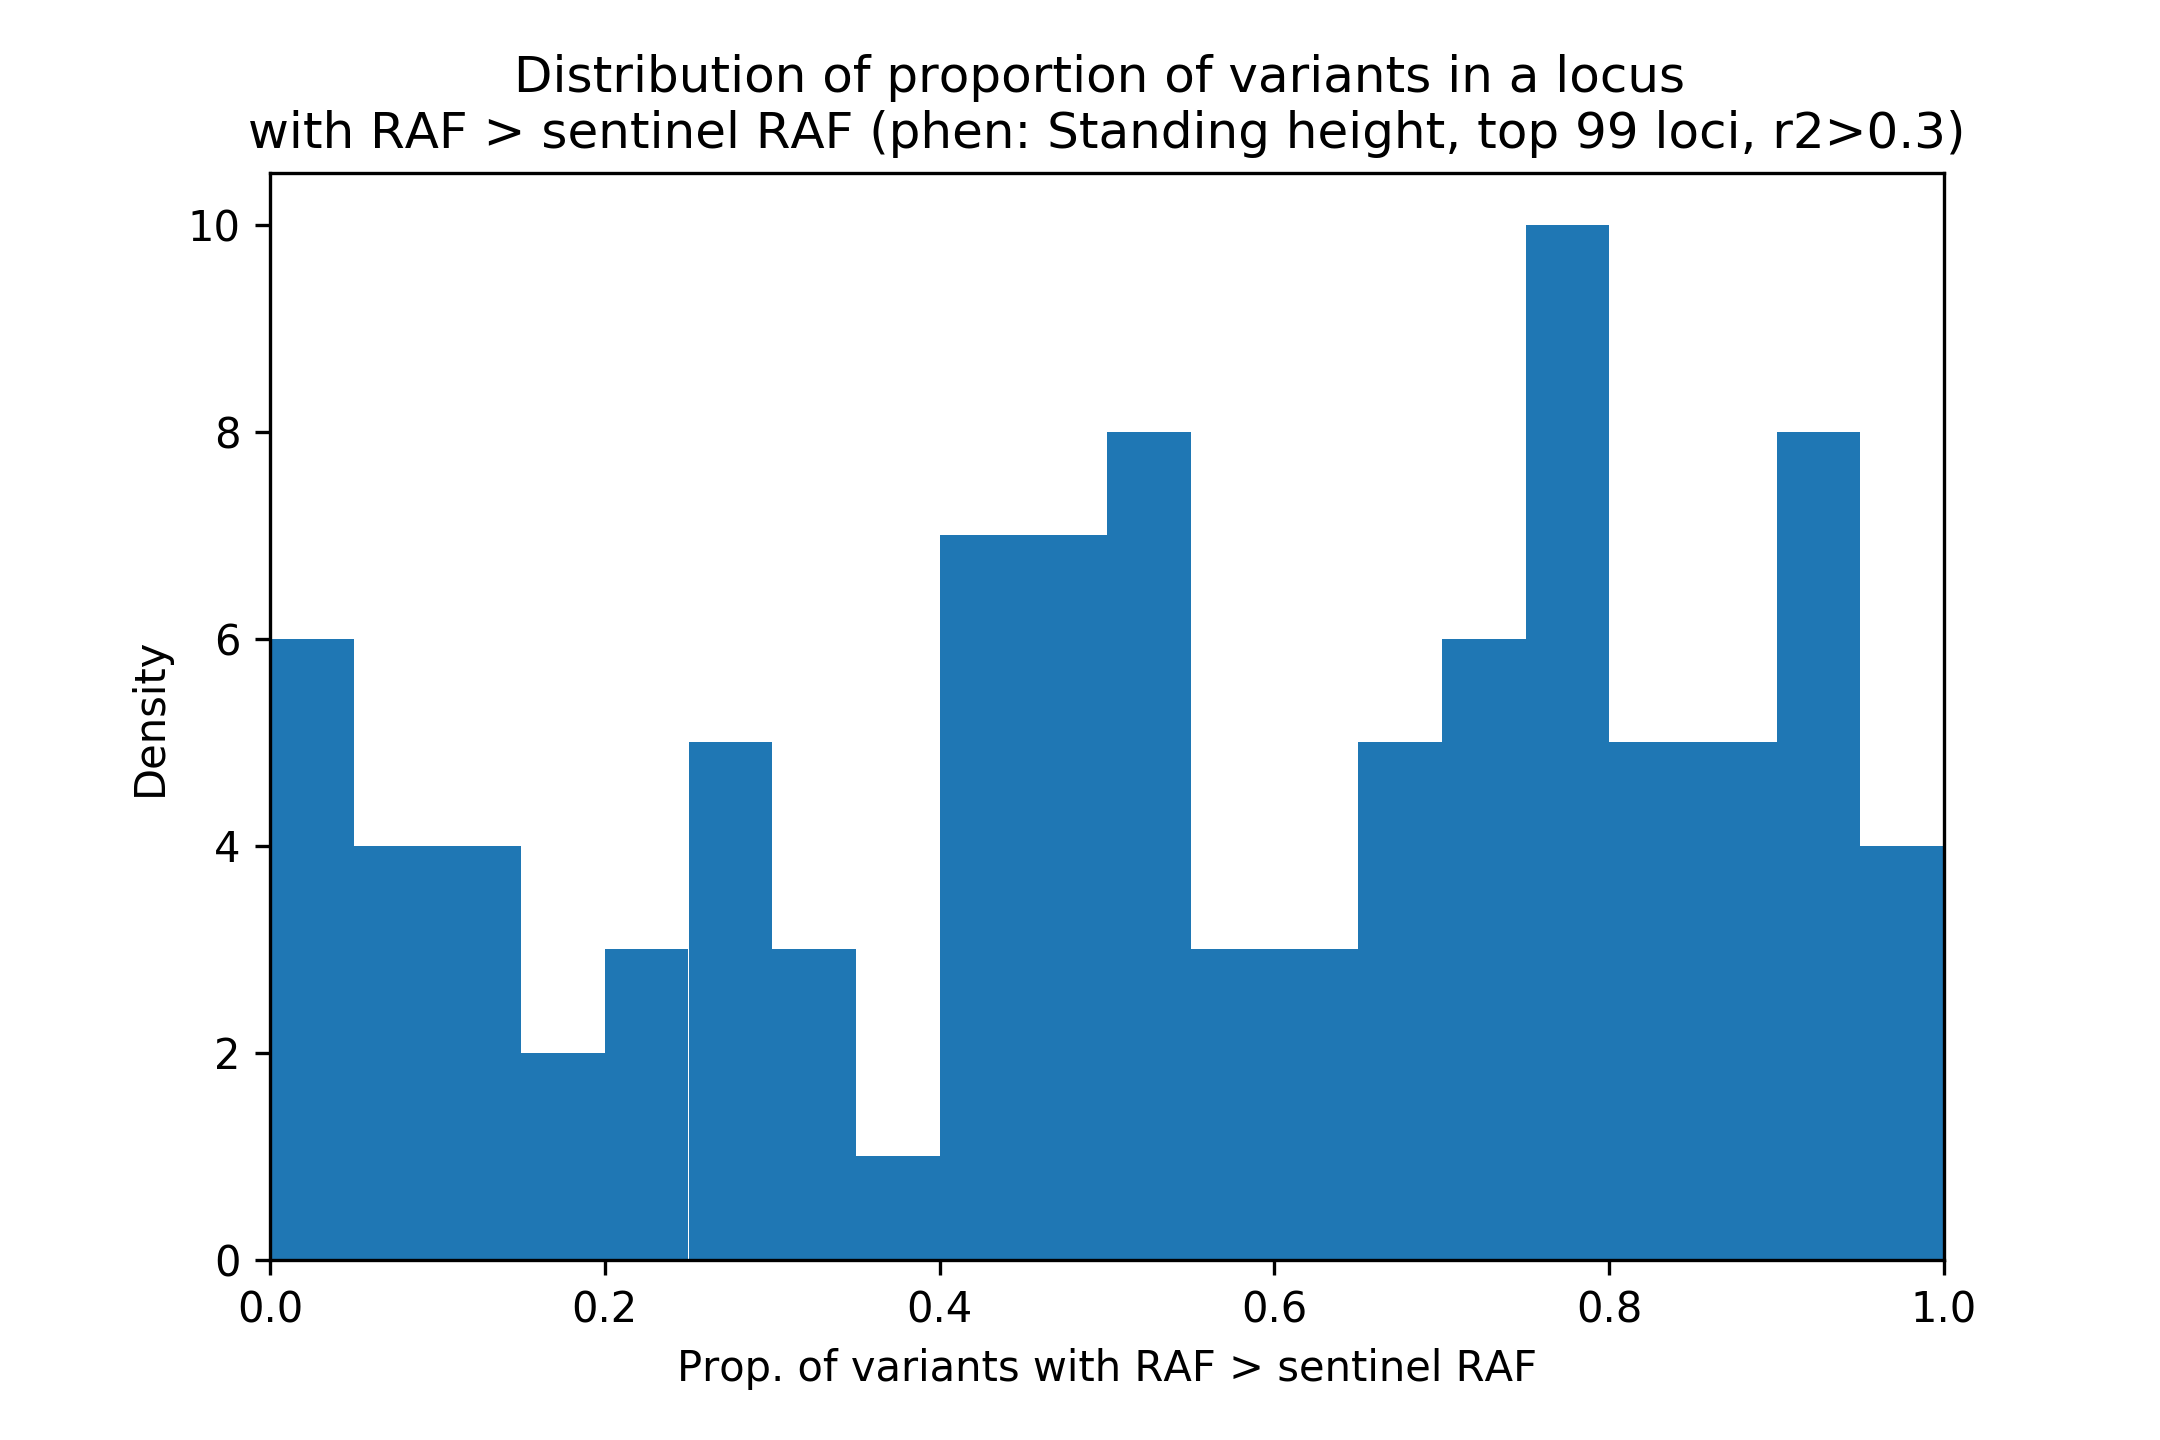 Distribution of proportion of variants in a locus
with RAF > sentinel RAF (phen: Standing height, top 99 loci, r2>0.3)
10
8
6
4
2
0
Density
0.0 0.2 0.4 0.6 0.8 1.0
Prop. of variants with RAF > sentinel RAF